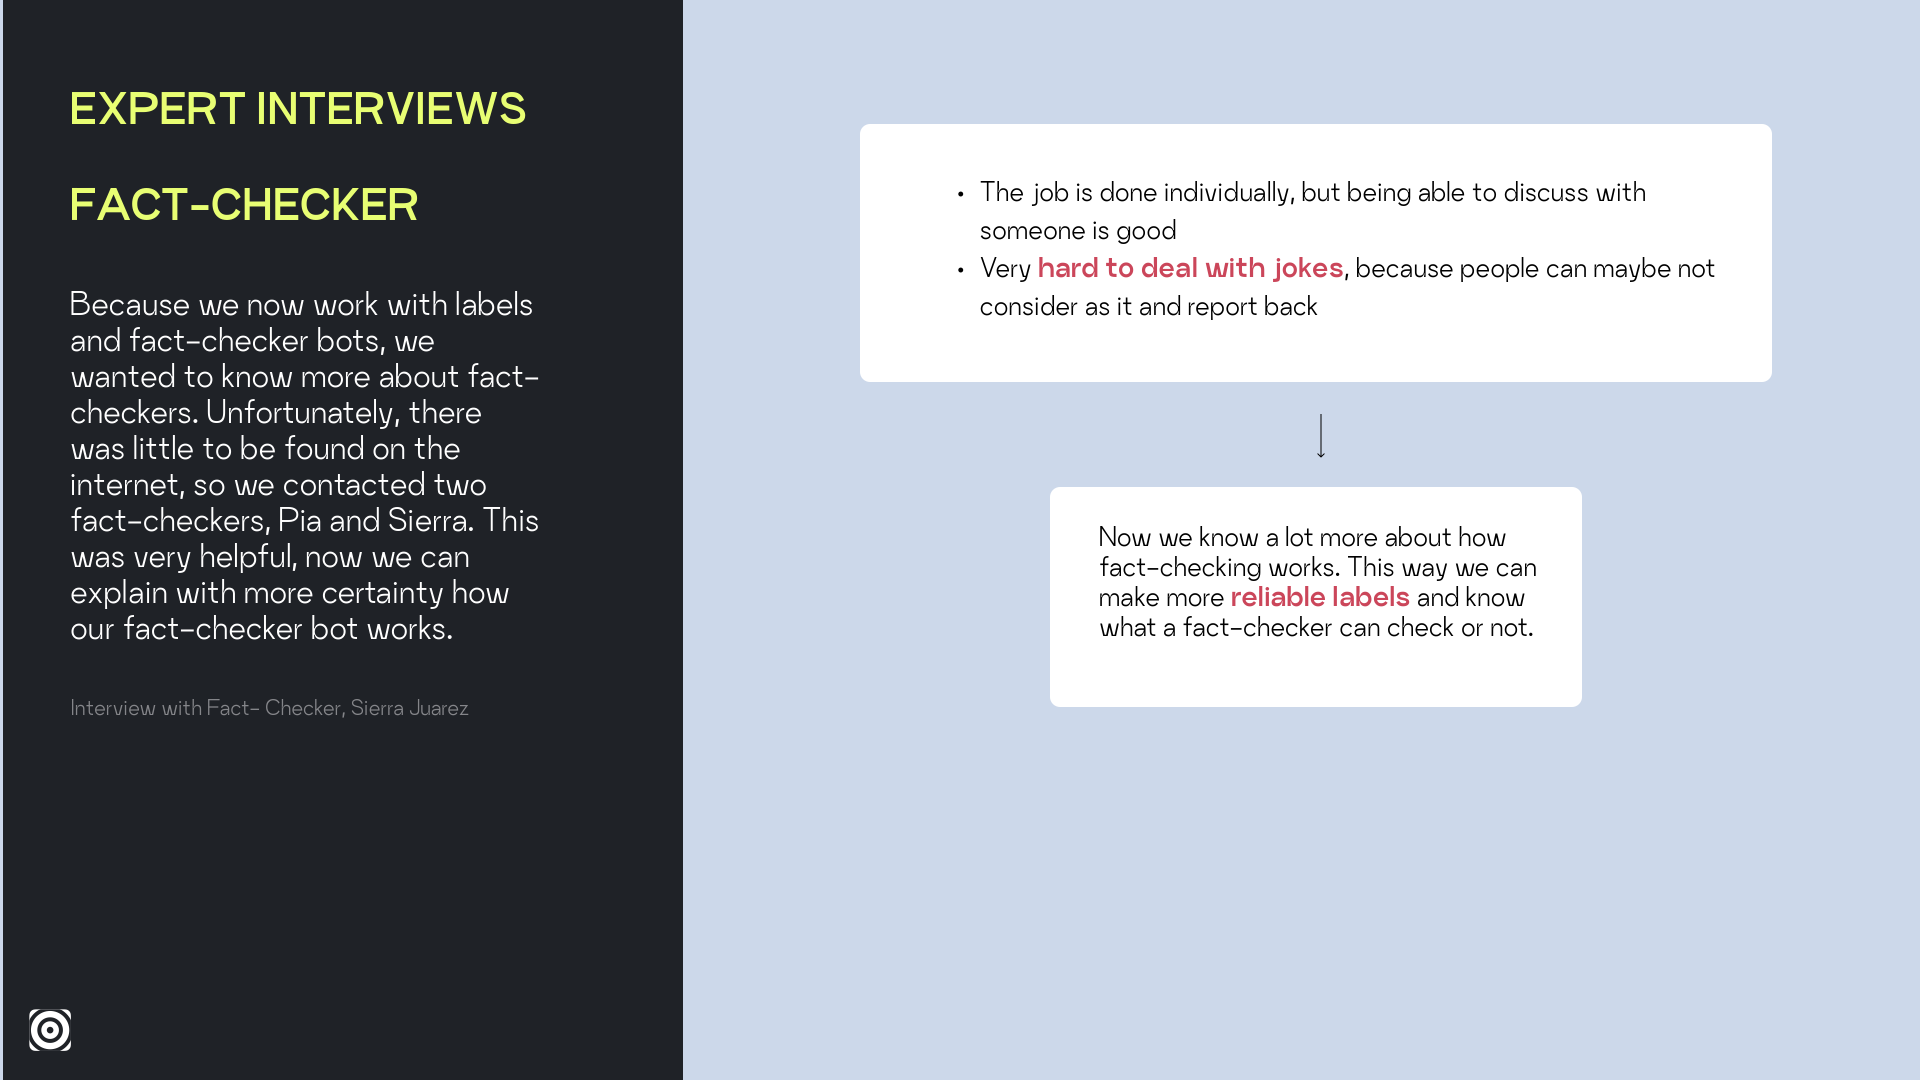 EXPERT INTERVIEWS
FACT-CHECKER
Because we now work with labels
and fact-checker bots, we
wanted to know more about fact-
checkers. Unfortunately, there
was little to be found on the
internet, so we contacted two
fact-checkers, Pia and Sierra. This
was very helpful, now we can
explain with more certainty how
our fact-checker bot works.
Interview with Fact- Checker, Sierra Juarez
• The job is done individually, but being able to discuss with
someone is good
• Very hard to deal with jokes, because people can maybe not
consider as it and report back
Now we know a lot more about how
fact-checking works. This way we can
make more reliable labels and know
what a fact-checker can check or not.